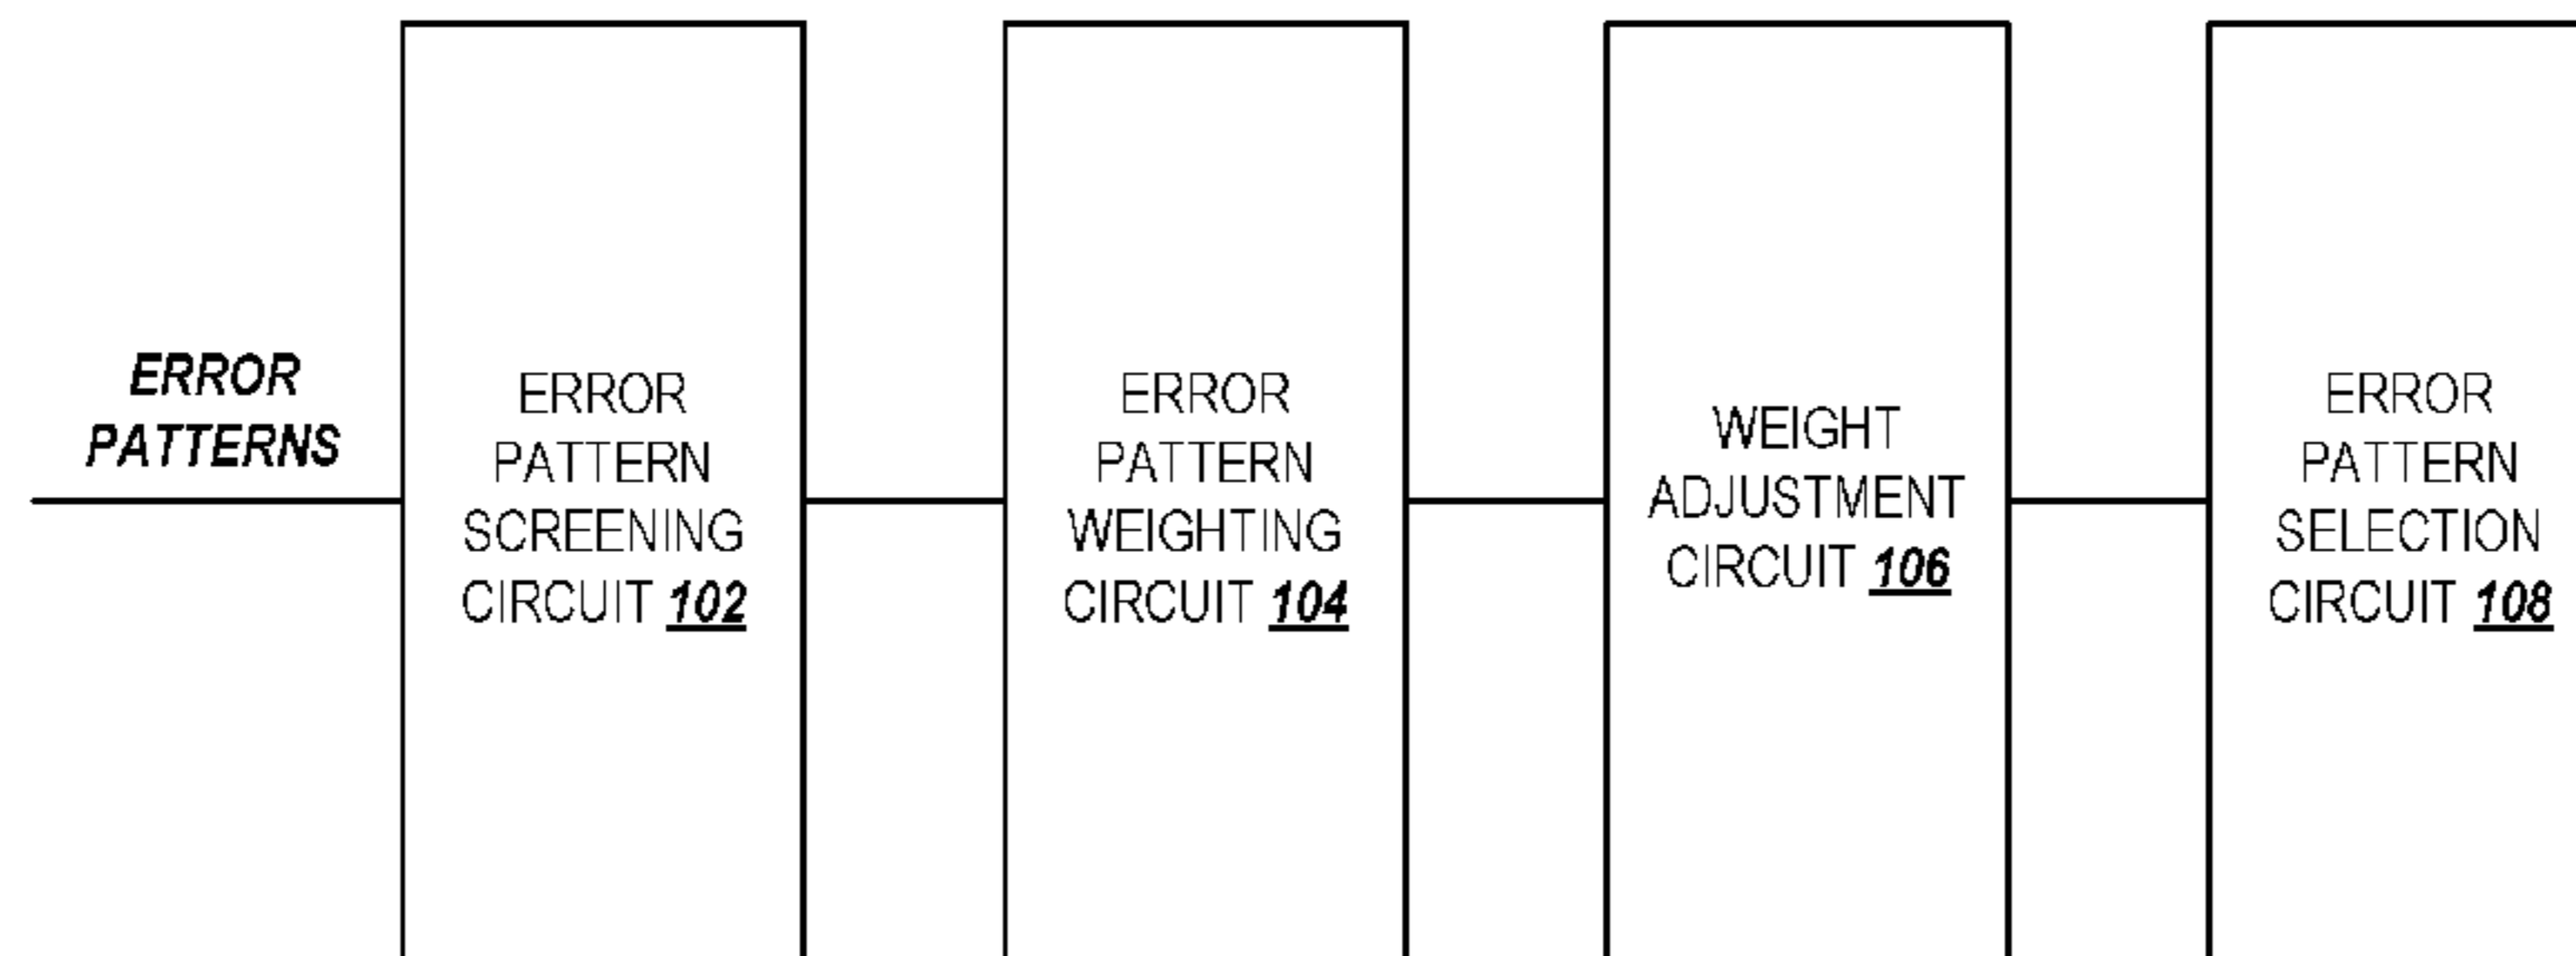 ERROR
PATTERNS
ERROR
PATTERN
SCREENING
CIRCUIT 102
ERROR
PATTERN
WEIGHTING
CIRCUIT 104
WEIGHT
ADJUSTMENT
CIRCUIT 106
ERROR
PATTERN
SELECTION
CIRCUIT 108